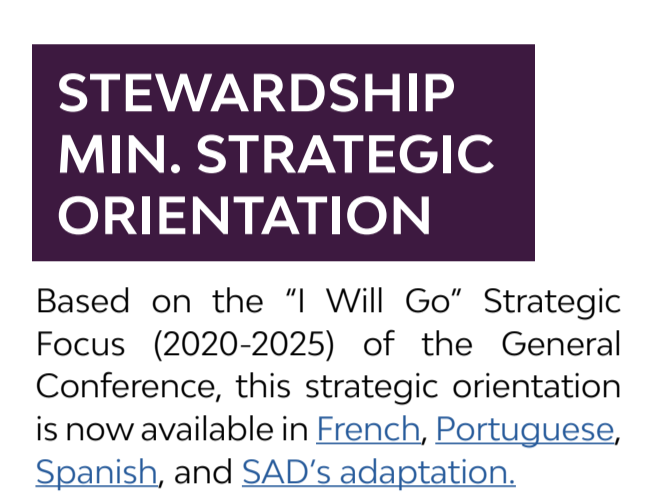 STEWARDSHIP
MIN. STRATEGIC
ORIENTATION
Based on the “I Will Go” Strategic
Focus (2020-2025) of the General
Conference, this strategic orientation
is now available in French, Portuguese,
Spanish, and SAD’s adaptation.